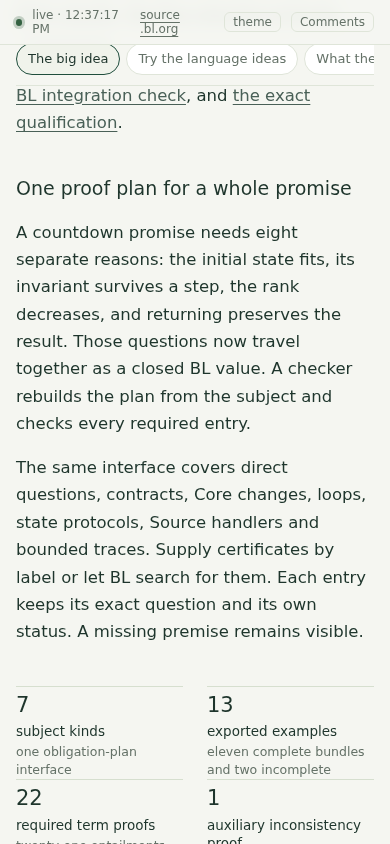 live · 12:37:17 PM
source .bl.org
theme
Comments
The big idea
Try the language ideas
What the
BL integration check, and the exact
qualification.
One proof plan for a whole promise
A countdown promise needs eight
separate reasons: the initial state fits, its
invariant survives a step, the rank
decreases, and returning preserves the
result. Those questions now travel
together as a closed BL value. A checker
rebuilds the plan from the subject and
checks every required entry.
The same interface covers direct
questions, contracts, Core changes, loops,
state protocols, Source handlers and
bounded traces. Supply certificates by
label or let BL search for them. Each entry
keeps its exact question and its own
status. A missing premise remains visible.
7
subject kinds
one obligation-plan
interface
13
exported examples
eleven complete bundles
and two incomplete
22
required term proofs
twenty-one entailments
1
auxiliary inconsistency
proof